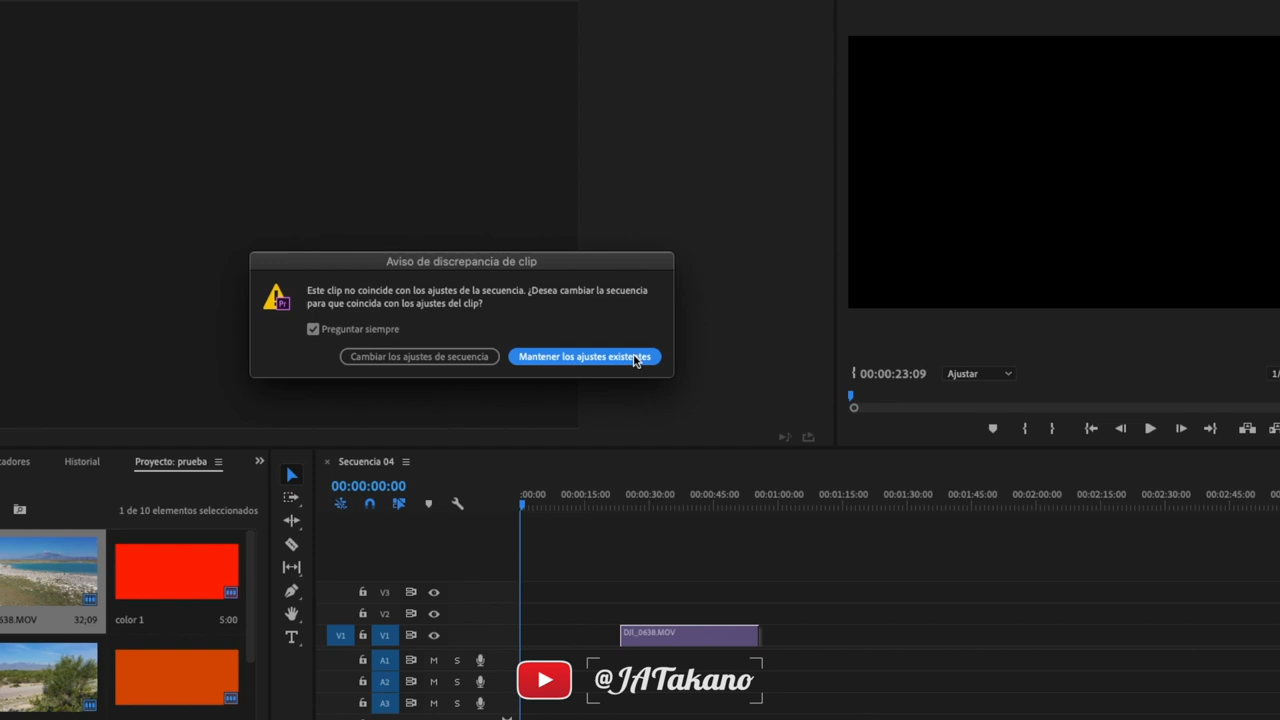 Aviso de discrepancia de clip
Este clip no coincide con los ajustes de la secuencia. ¿Desea cambiar la secuencia
para que coincida con los ajustes del clip?
Pr
Preguntar siempre
Cambiar los ajustes de secuencia
Mantener los ajustes existentes
00:00:23:09
Ajustar
1/
cadores
Historial
Proyecto: prueba
Secuencia 04
00:00:00:00
:00:00
00:00:15:00
00:00:30:00
00:00:45:00
00:01:00:00
00:01:15:00
00:01:30:00
00:01:45:00
00:02:00:00
00:02:15:00
00:02:30:00
00:02:45:00
00
1 de 10 elementos seleccionados
638.MOV
32;09
color 1
5:00
V3
V2
V1
V1
DJI_0638.MOV
A1
M
S
A2
M
S
A3
M
S
@JATakano